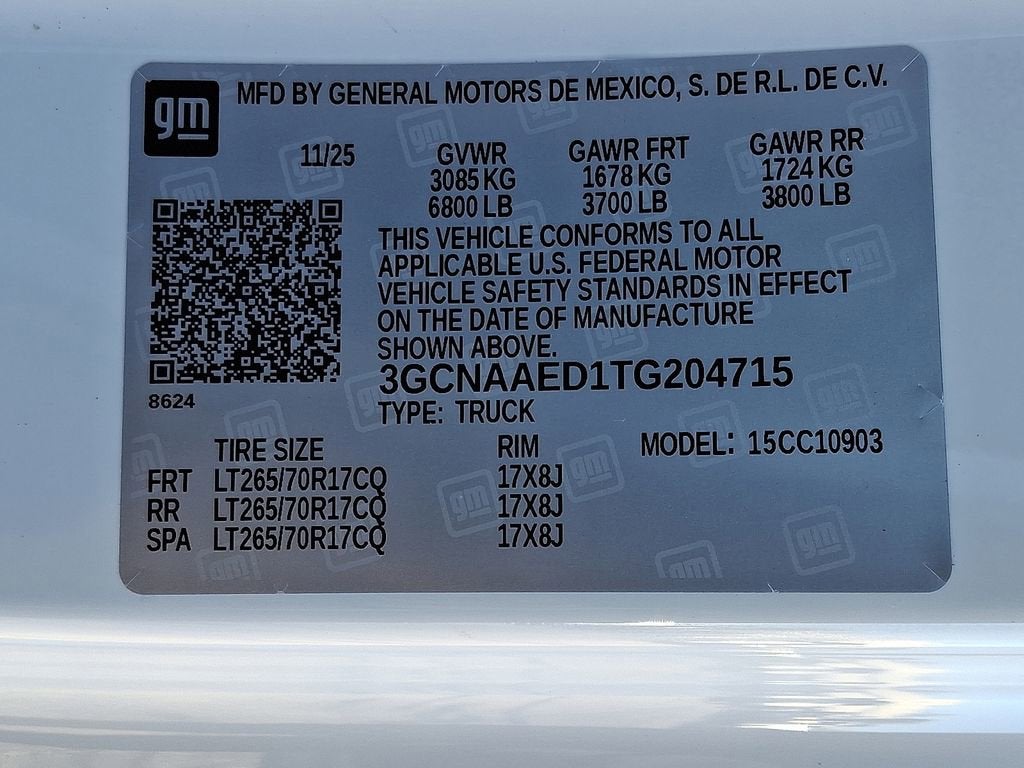 gm MFD BY GENERAL MOTORS DE MEXICO, S. DE R.L. DE C.V.
11/25 GVWR GAWR FRT GAWR RR
3085 KG 1678 KG 1724 KG
6800 LB 3700 LB 3800 LB
THIS VEHICLE CONFORMS TO ALL
APPLICABLE U.S. FEDERAL MOTOR
VEHICLE SAFETY STANDARDS IN EFFECT
ON THE DATE OF MANUFACTURE
SHOWN ABOVE.
3GCNAAED1TG204715
8624
TYPE: TRUCK
TIRE SIZE RIM MODEL: 15CC10903
FRT LT265/70R17CQ 17X8J
RR LT265/70R17CQ 17X8J
SPA LT265/70R17CQ 17X8J